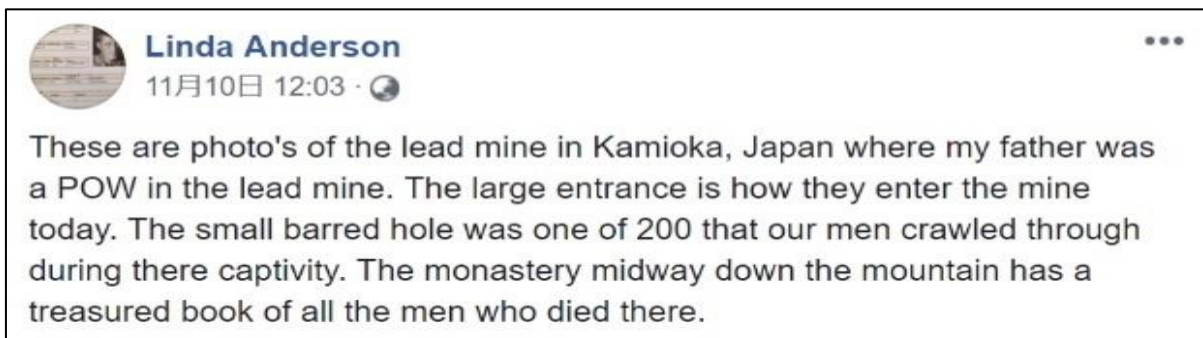 Linda Anderson
11月10日 12:03 ·
These are photo's of the lead mine in Kamioka, Japan where my father was
a POW in the lead mine. The large entrance is how they enter the mine
today. The small barred hole was one of 200 that our men crawled through
during there captivity. The monastery midway down the mountain has a
treasured book of all the men who died there.